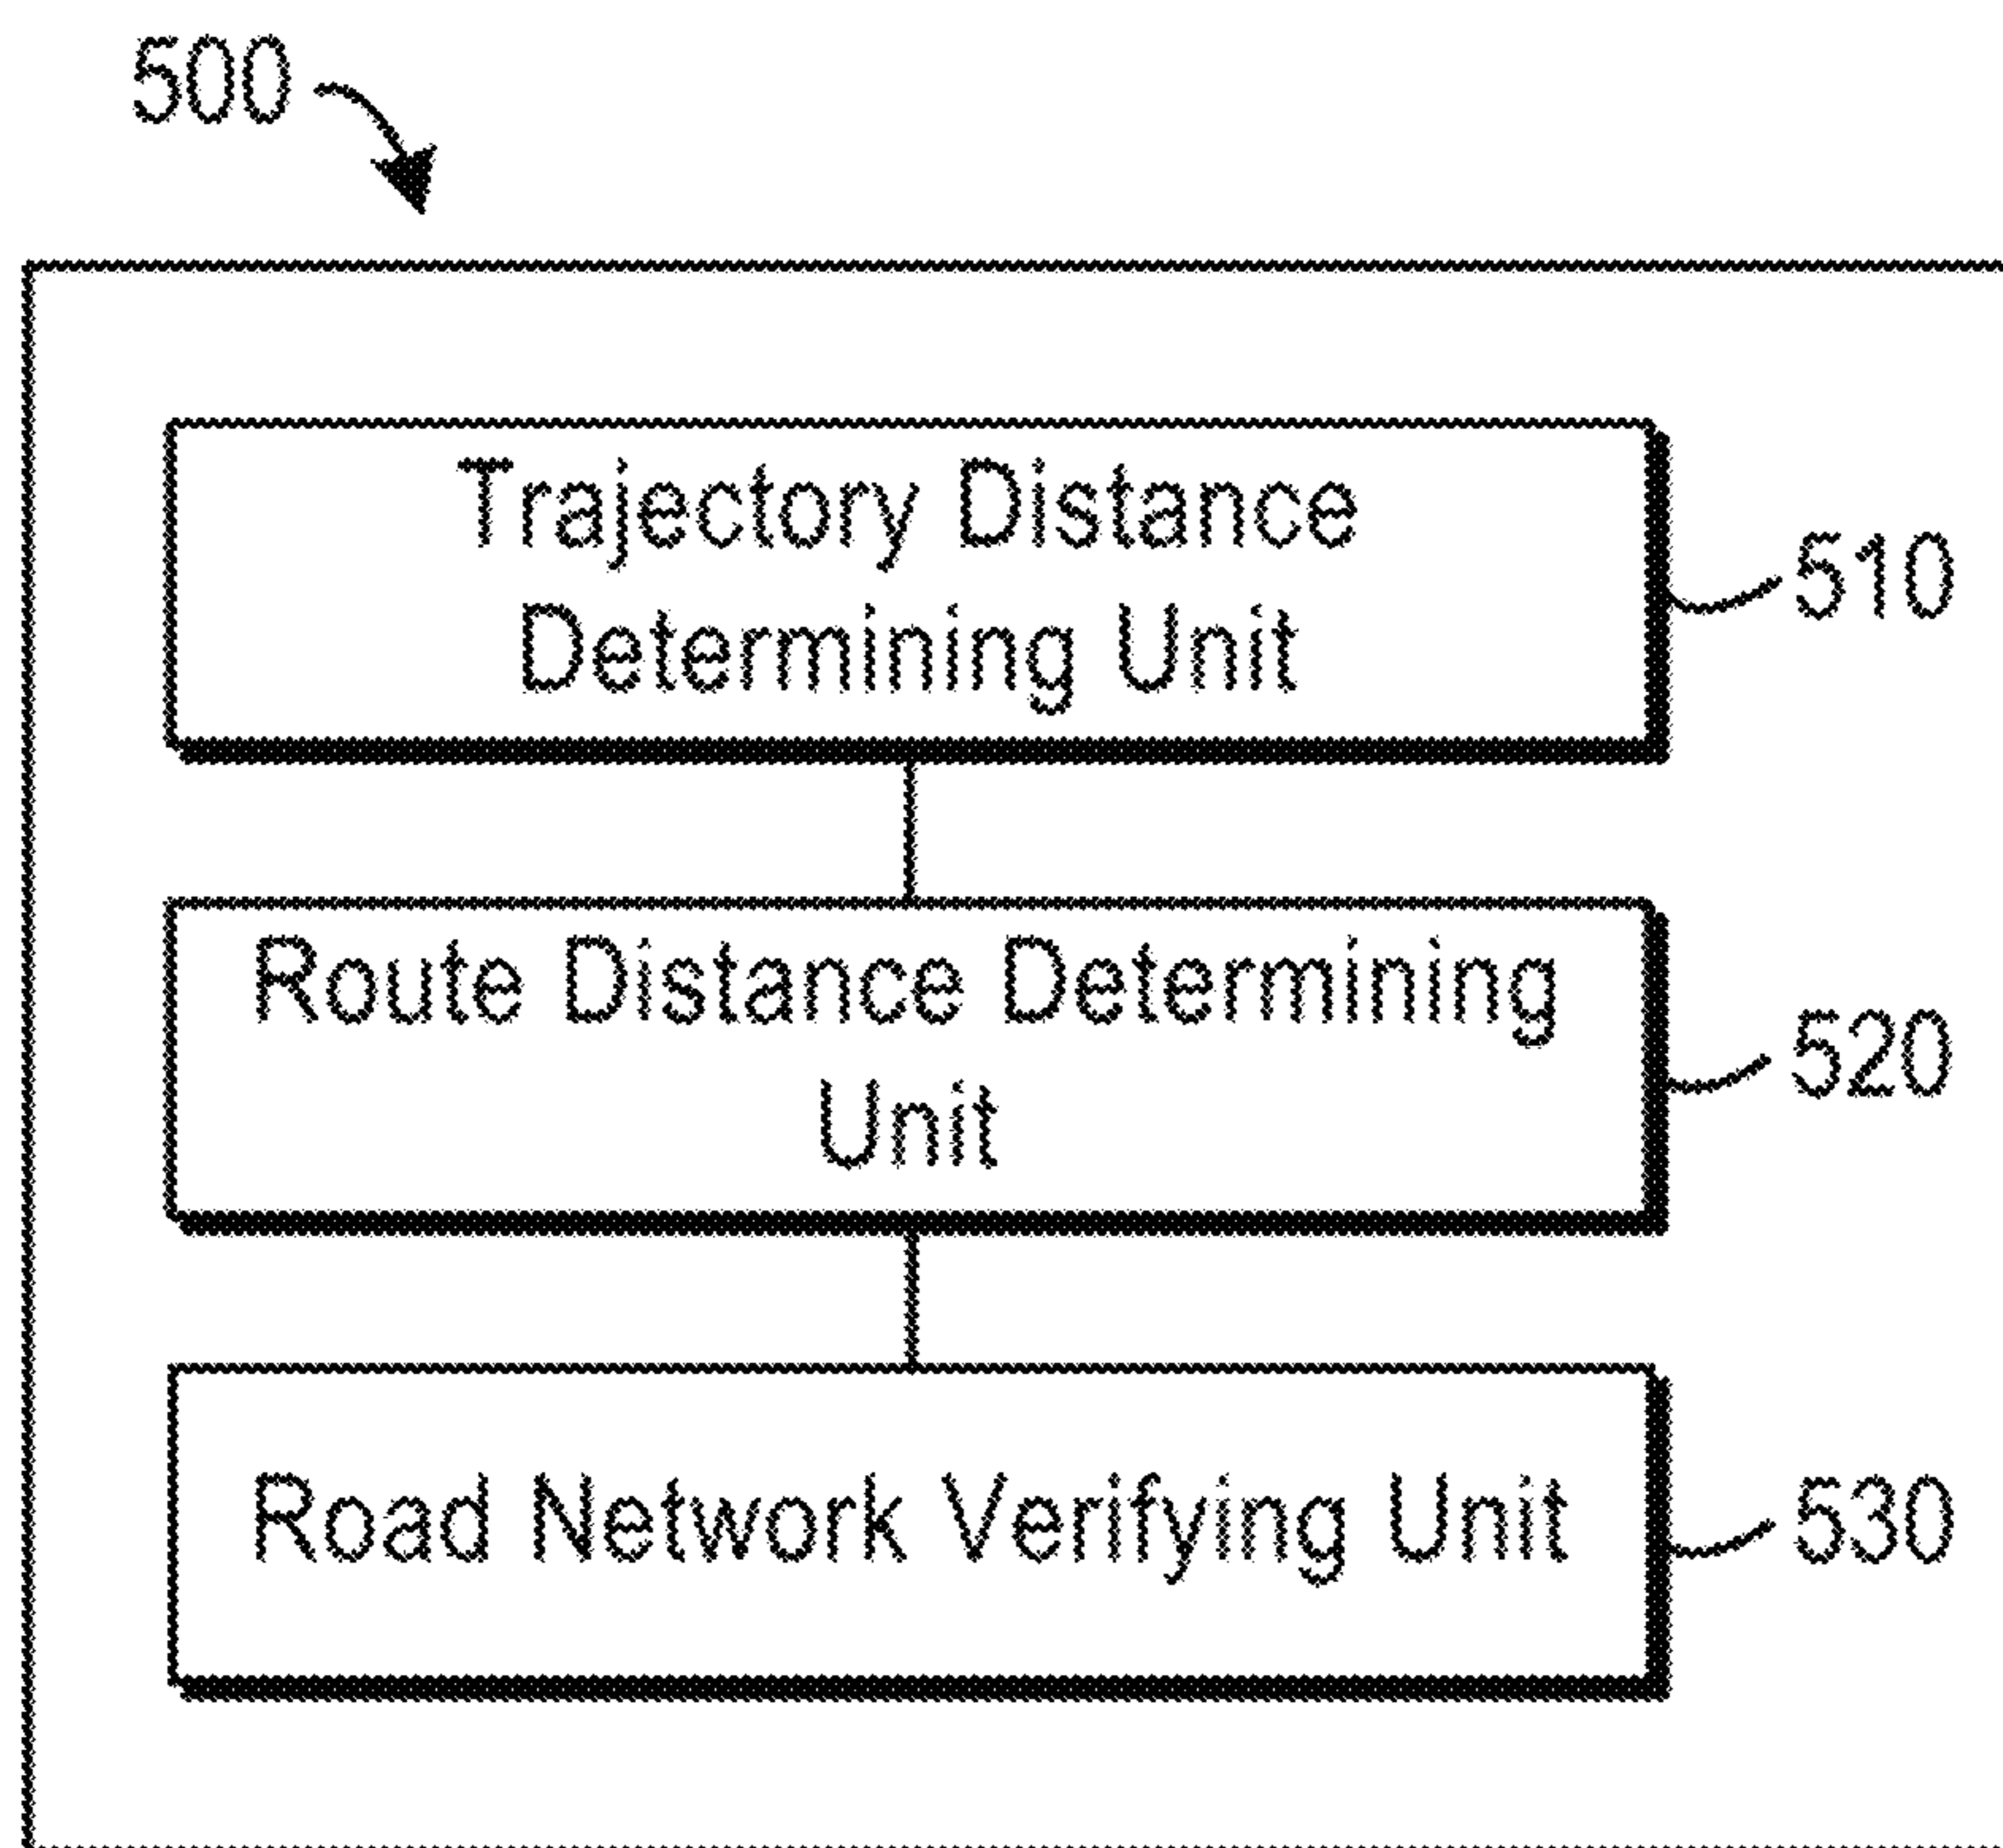 500
Trajectory Distance
Determining Unit
510
Route Distance Determining
Unit
520
Road Network Verifying Unit
530